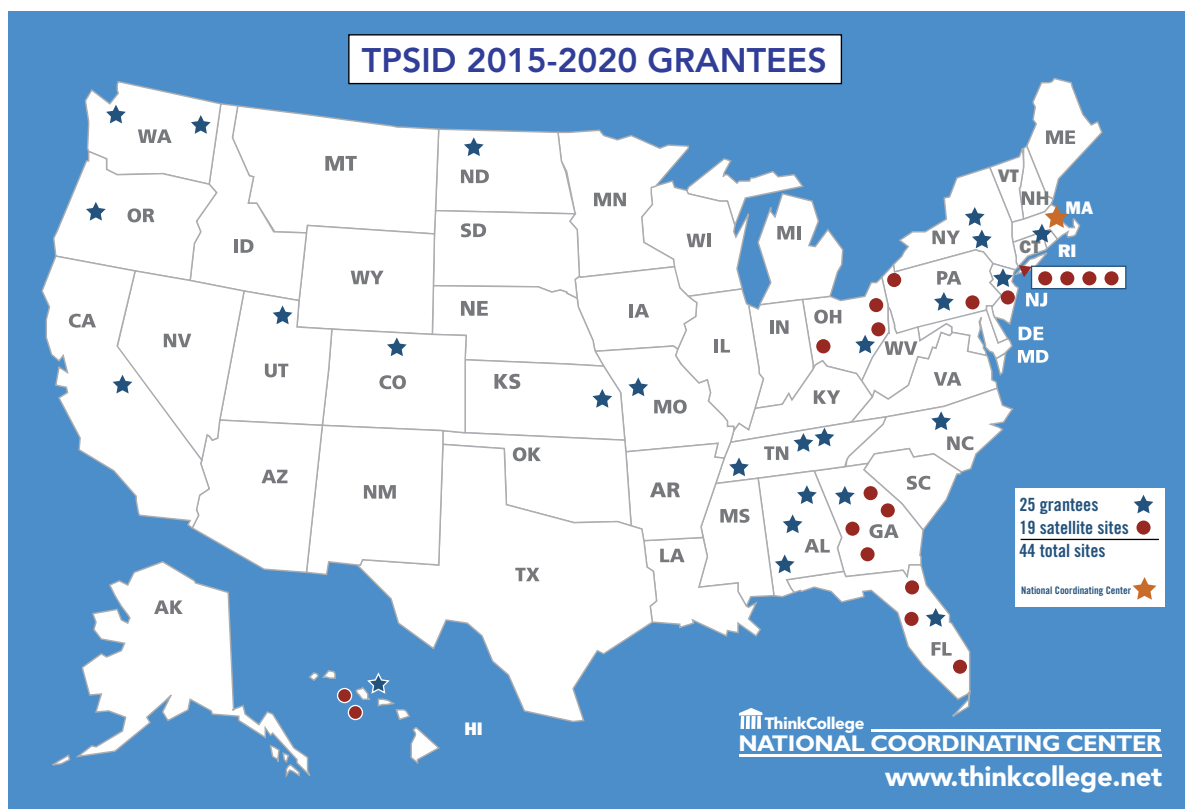 TPSID 2015-2020 GRANTEES
WA
MT
ND
MN
ME
VT
NH
MA
OR
ID
SD
WI
MI
NY
CT
RI
WY
CA
NV
NE
IA
PA
NJ
IL
IN
OH
UT
CO
KS
MO
WV
DE
MD
VA
KY
NC
TN
OK
AZ
NM
AR
SC
MS
AL
GA
LA
TX
FL
AK
HI
25 grantees
19 satellite sites
44 total sites
National Coordinating Center
ThinkCollege
NATIONAL COORDINATING CENTER
www.thinkcollege.net